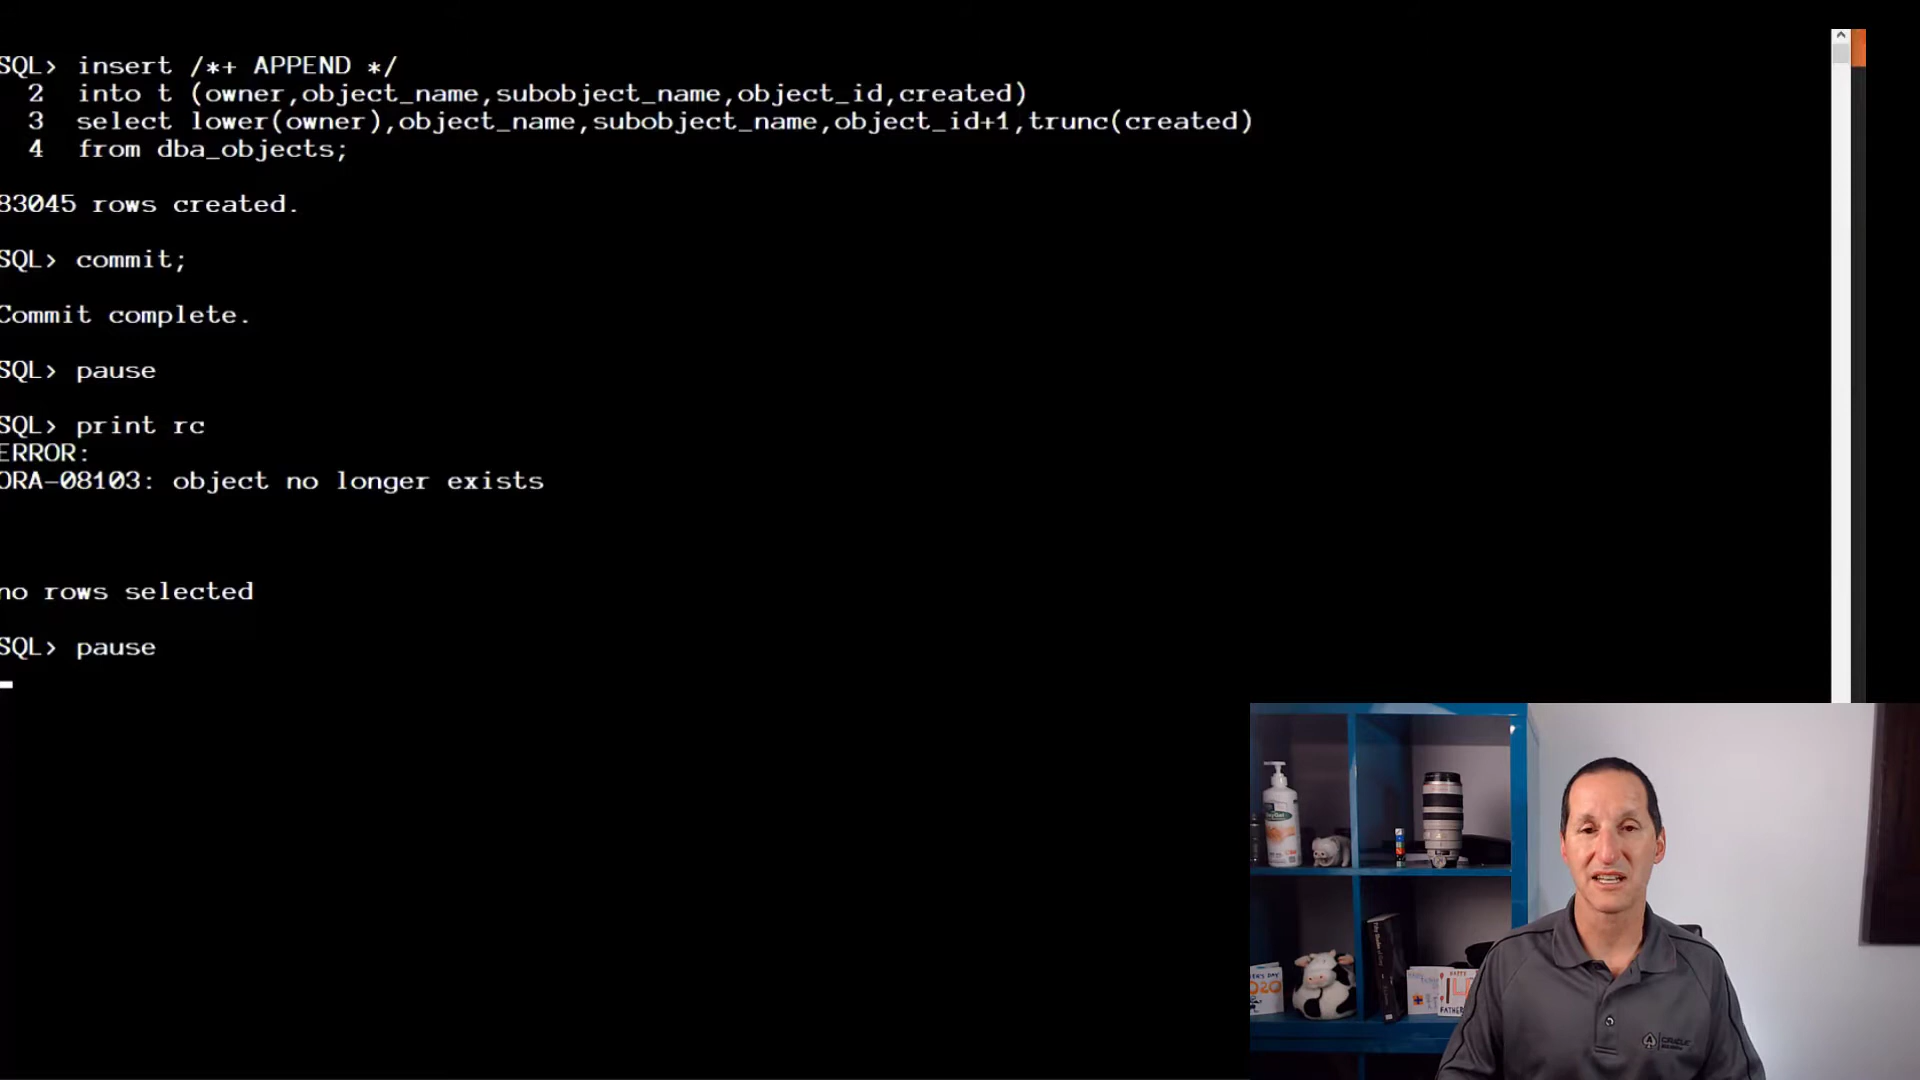 SQL> insert /*+ APPEND */
2 into t (owner,object_name,subobject_name,object_id,created)
3 select lower(owner),object_name,subobject_name,object_id+1,trunc(created)
4 from dba_objects;
83045 rows created.
SQL> commit;
Commit complete.
SQL> pause
SQL> print rc
ERROR:
ORA-08103: object no longer exists
no rows selected
SQL> pause
ORACLE